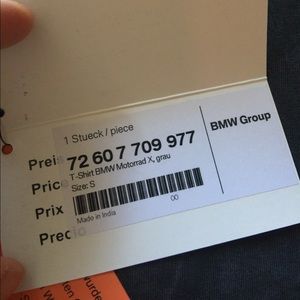 1 Stueck / piece
72 60 7 709 977
T-Shirt BMW Motorrad X, grau
Size: S
Made in India
00
BMW Group
Preis
Price
Prix
Precio
wurde